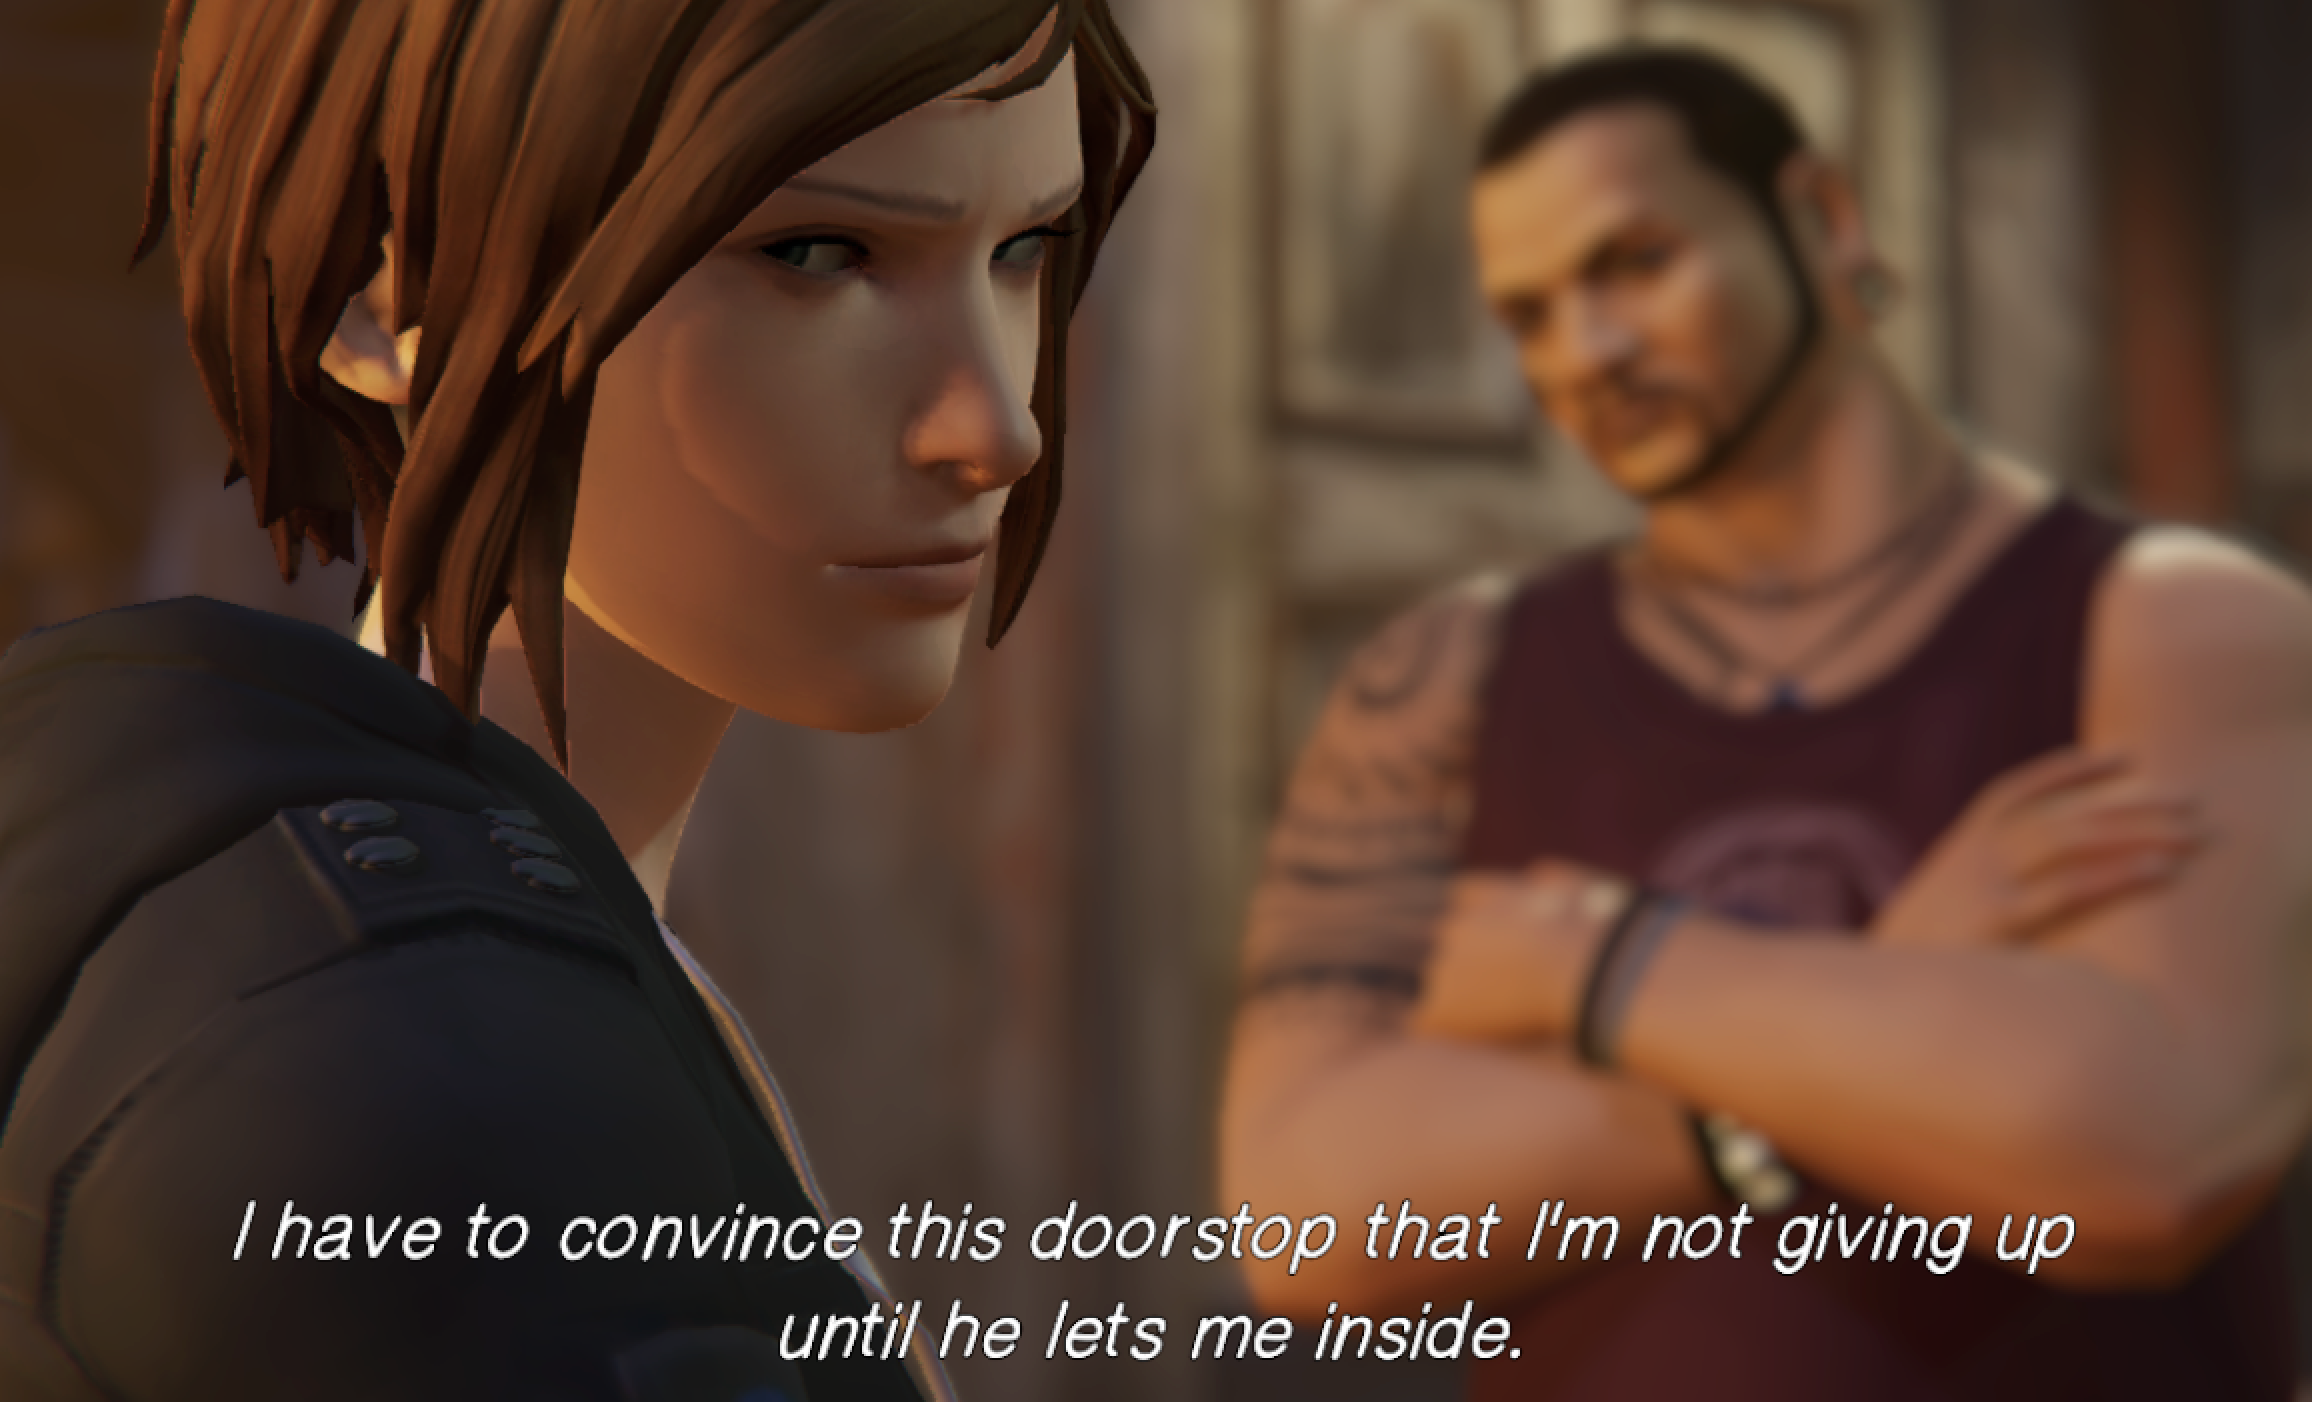 I have to convince this doorstop that I'm not giving up
until he lets me inside.